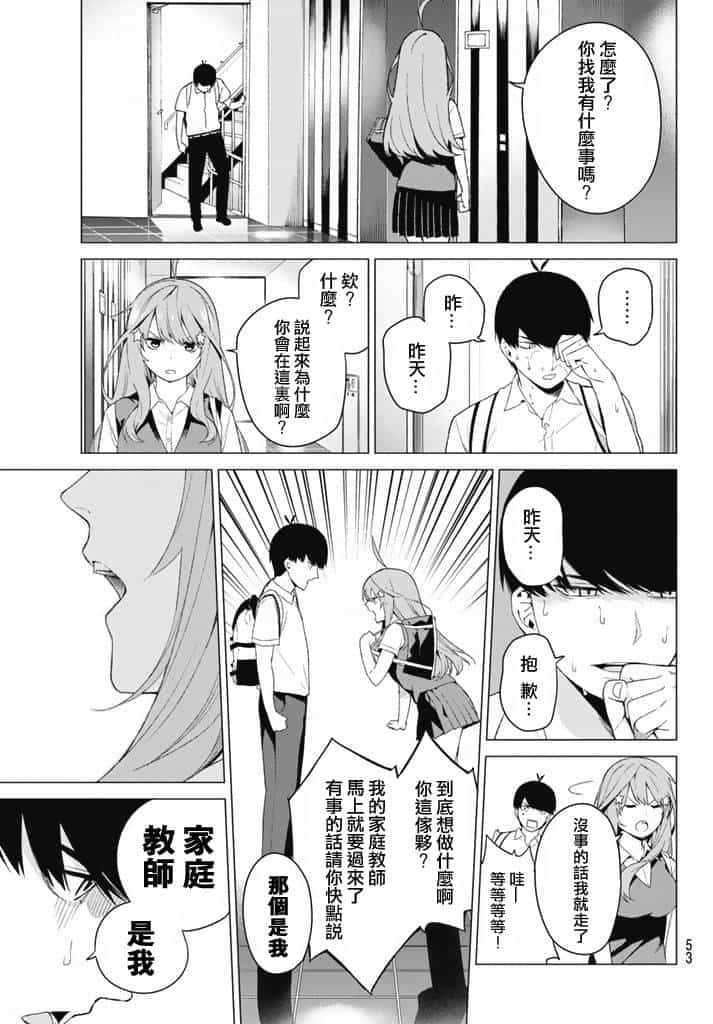 怎麼了？
你找我有什麼事嗎？
昨…
昨天…
欸？
什麼？
說起來為什麼
你會在這裏啊？
昨天…
抱歉…
沒事的話我就走了
哇—
等等等等！
到底想做什麼啊
你這傢夥？
我的家庭教師
馬上就要過來了
有事的話請你快點説
那個是我
家庭
教師
是我
53